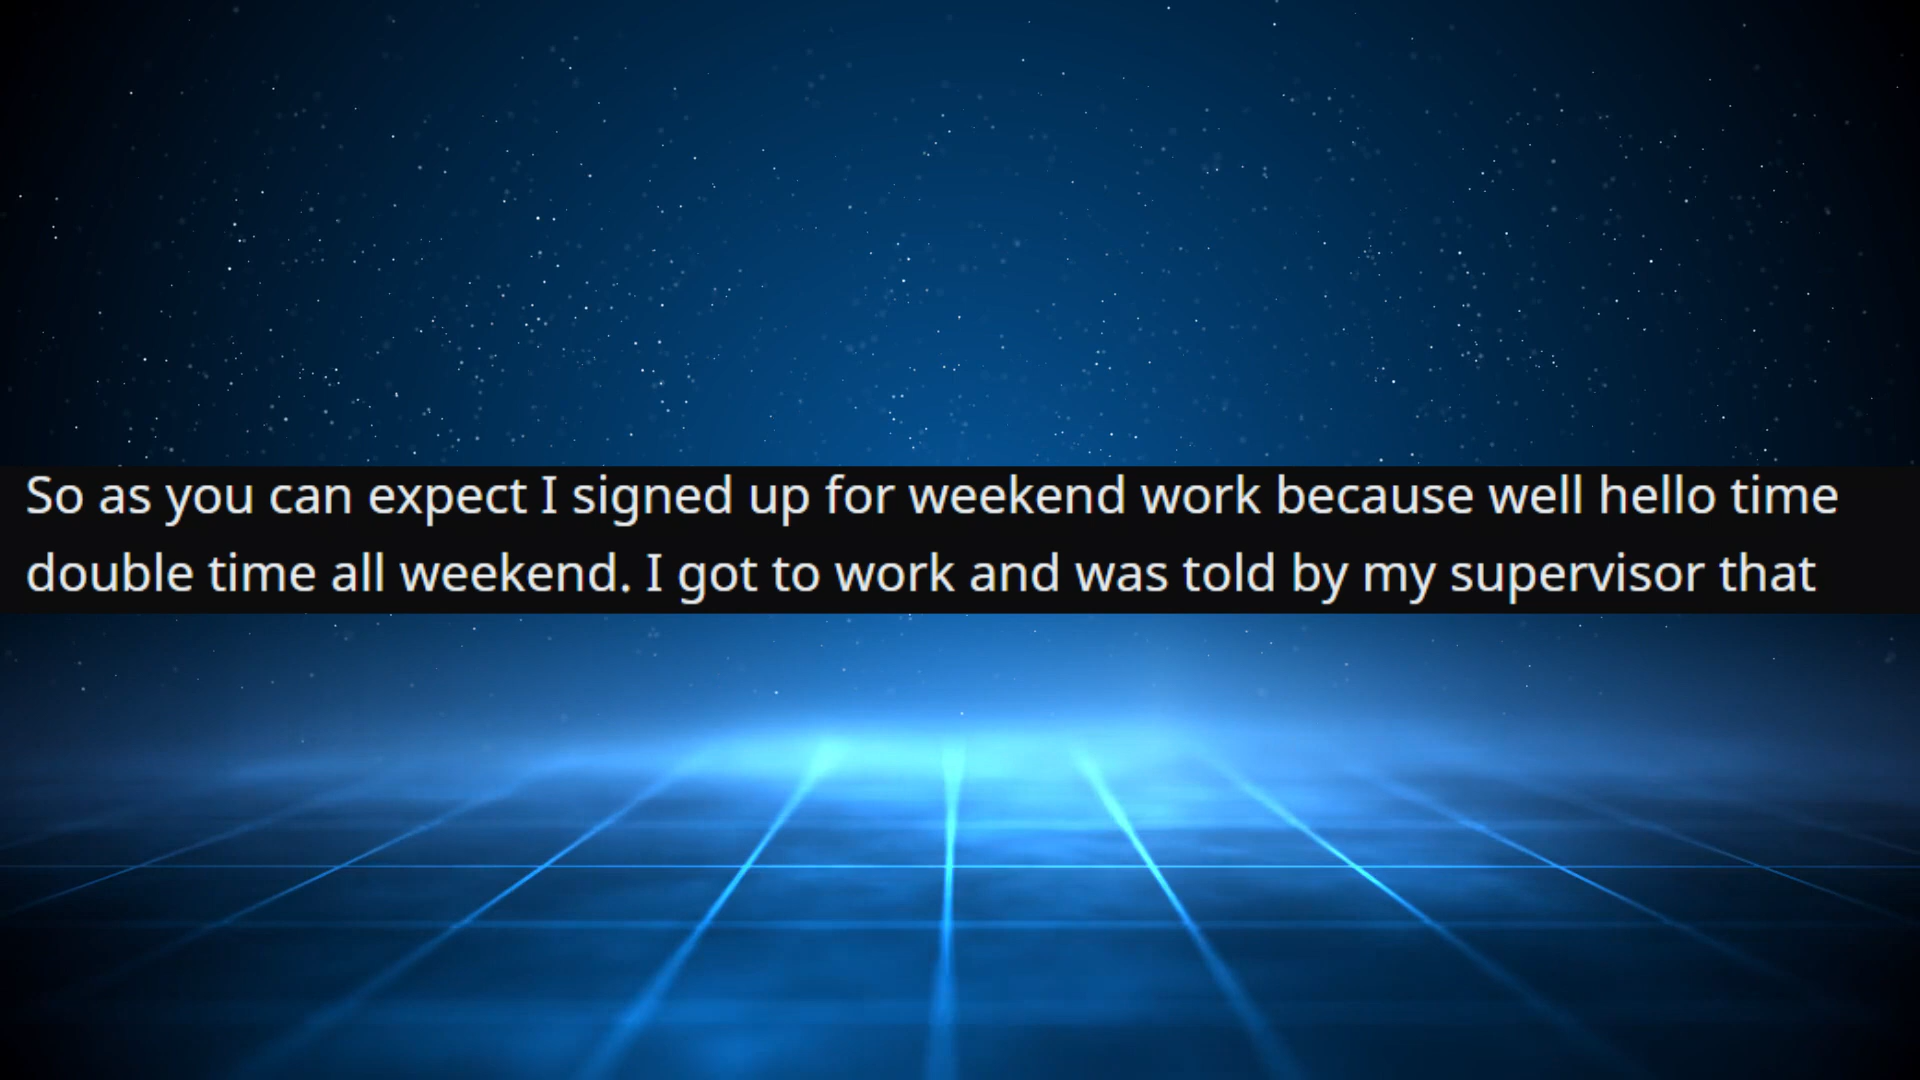 So as you can expect I signed up for weekend work because well hello time
double time all weekend. I got to work and was told by my supervisor that